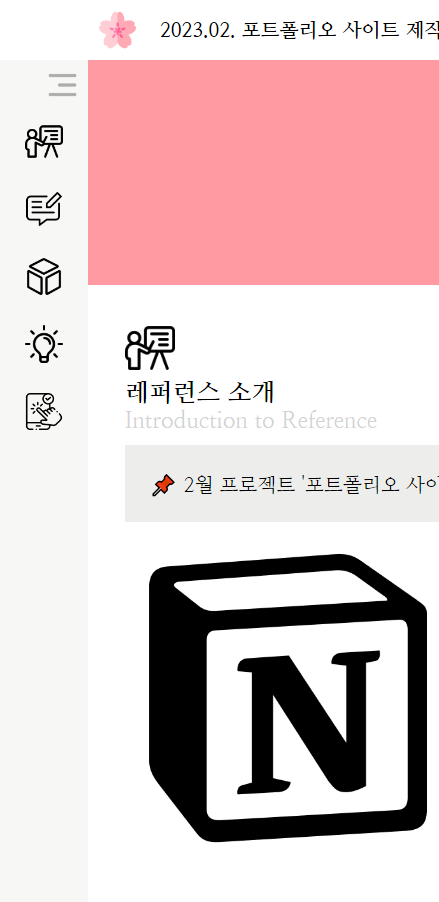 2023.02. 포트폴리오 사이트 제작
레퍼런스 소개
Introduction to Reference
2월 프로젝트 '포트폴리오 사이
N